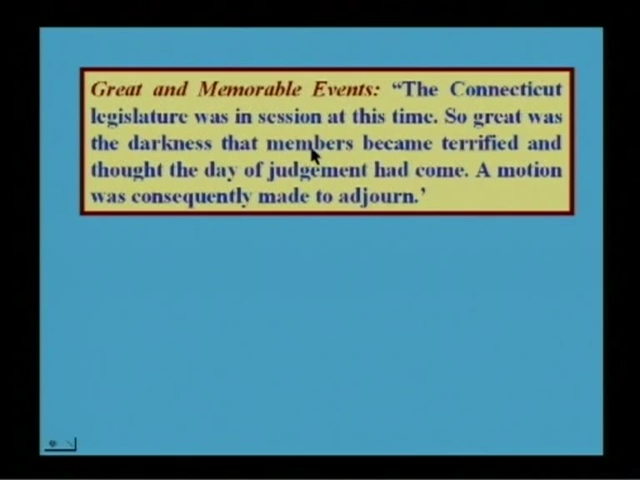 Great and Memorable Events: “The Connecticut
legislature was in session at this time. So great was
the darkness that members became terrified and
thought the day of judgement had come. A motion
was consequently made to adjourn.’